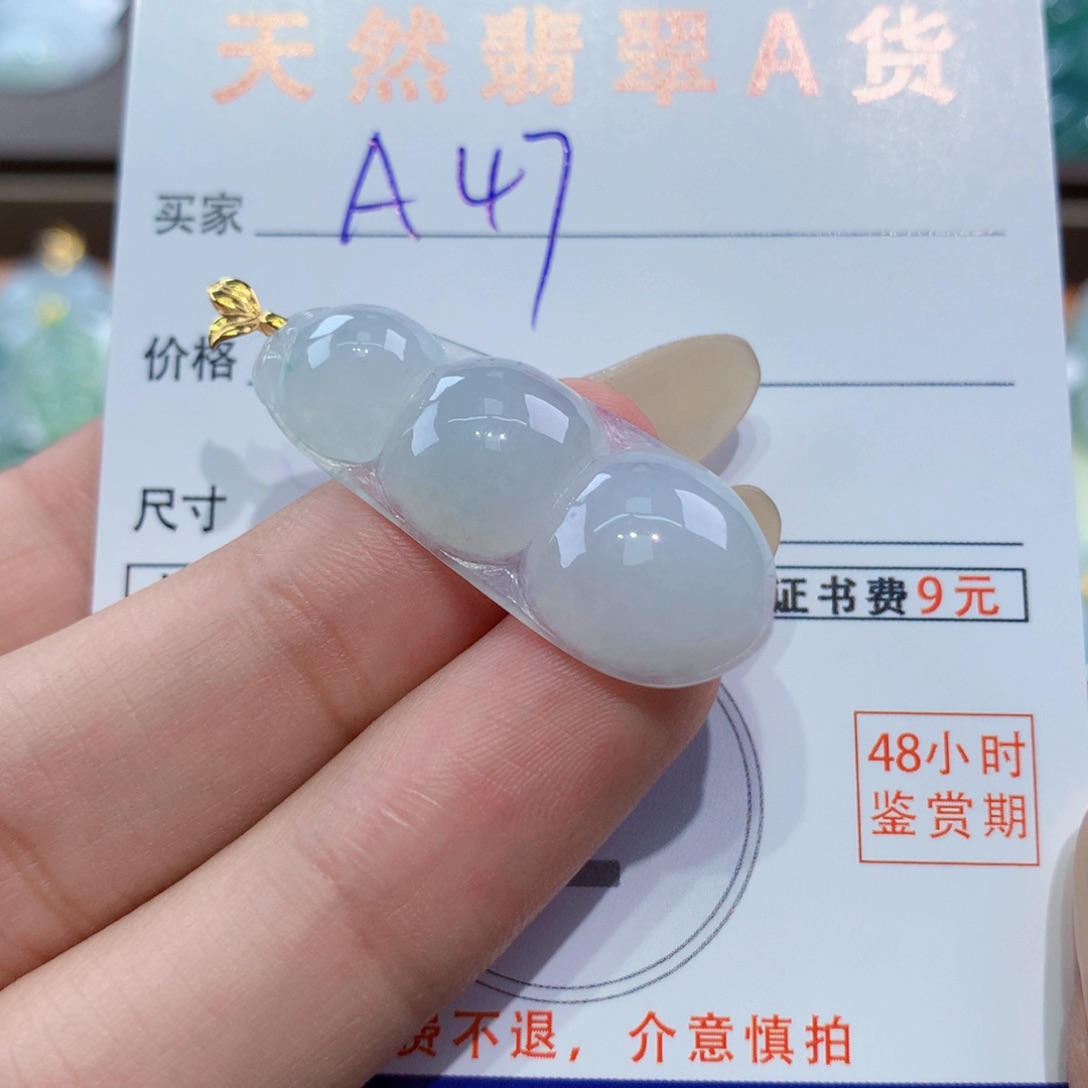 天然翡翠A货
买家 A47
价格
尺寸
证书费9元
48小时
鉴赏期
费不退，介意慎拍